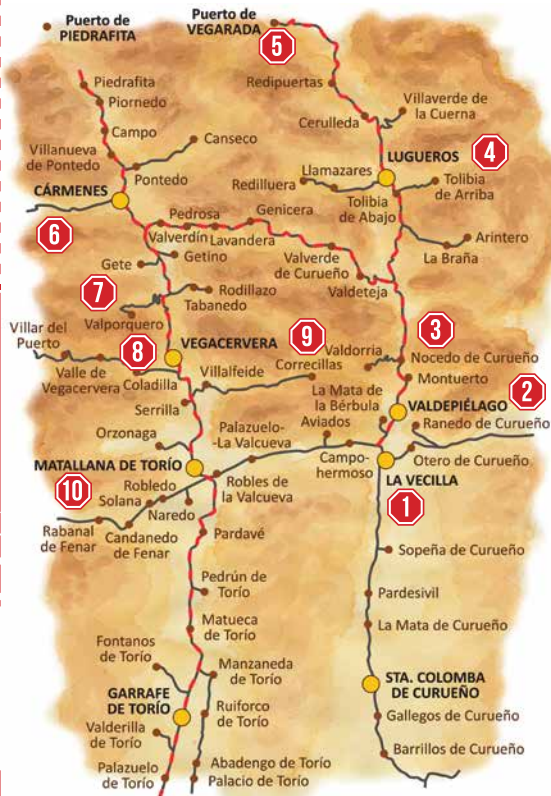 Puerto de
PIEDRAFITA
Puerto de
VEGARADA
5
Piedrafita
Redipuertas
Piornedo
Villaverde de
la Cuerna
Campo
Cerulleda
Canseco
LUGUEROS
4
Villanueva
de Pontedo
Llamazares
Pontedo
Redilluera
Tolibia
de Arriba
CÁRMENES
Tolibia
de Abajo
Pedrosa
Genicera
6
Valverdín
Lavandera
Arintero
Getino
Valverde
de Curueño
La Braña
Gete
Valdeteja
7
Rodillazo
Tabanedo
Valporquero
9
3
Villar del
Puerto
8
VEGACERVERA
Correcillas
Valdorria
Nocedo de Curueño
Valle de
Vegacervera
Coladilla
Villalfeide
Montuerto
2
La Mata de
la Bérbula
VALDEPIÉLAGO
Serrilla
Palazuelo-
-La Valcueva
Aviados
Ranedo de Curueño
Orzonaga
MATALLANA DE TORÍO
Campo-
hermoso
Otero de Curueño
LA VECILLA
10
Robledo
Robles de
la Valcueva
Solana
1
Naredo
Rabanal
de Fenar
Candanedo
de Fenar
Pardavé
Sopeña de Curueño
Pedrún de
Torío
Pardesivil
Matueca
de Torío
La Mata de Curueño
Fontanos
de Torío
Manzaneda
de Torío
STA. COLOMBA
DE CURUEÑO
GARRAFE
DE TORÍO
Ruiforco
de Torío
Gallegos de Curueño
Valderilla
de Torío
Barrillos de Curueño
Abadengo de Torío
Palazuelo
de Torío
Palacio de Torío